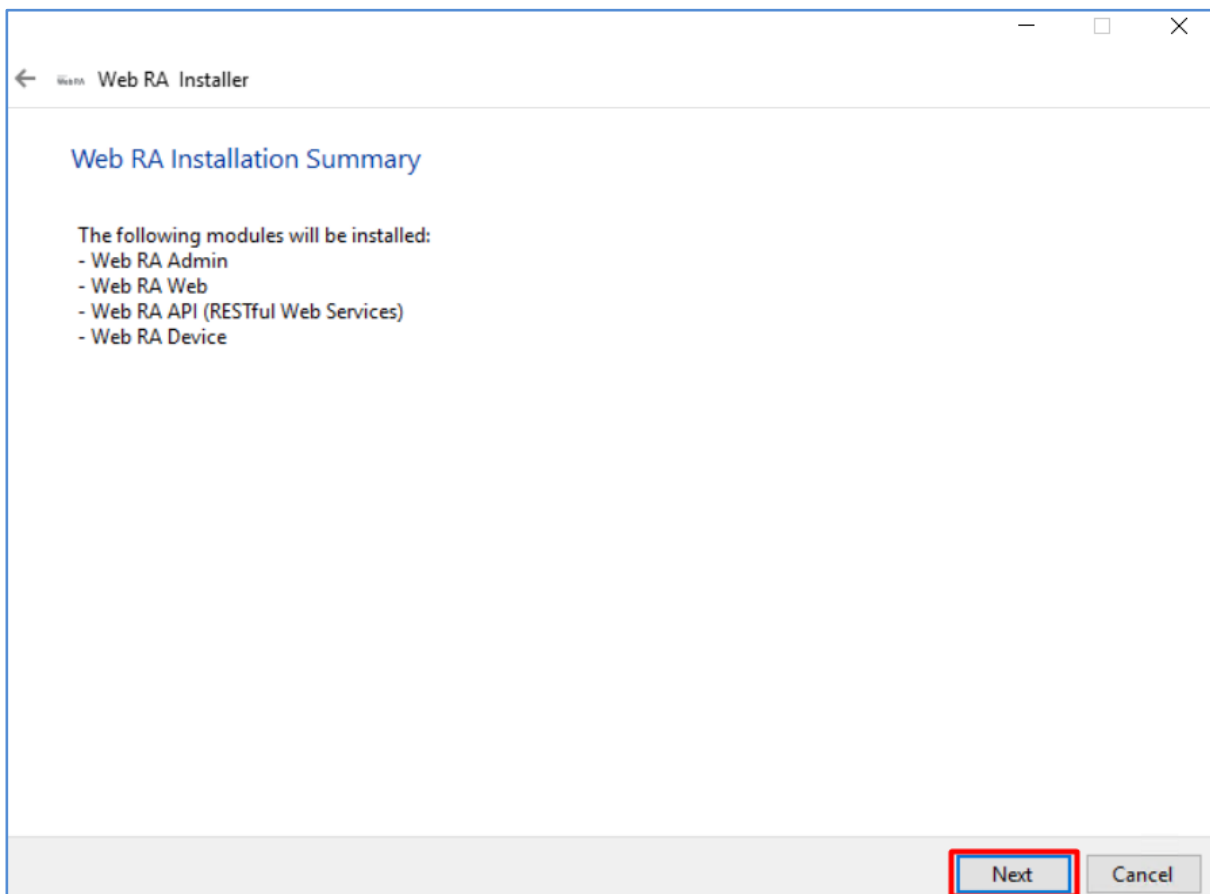 Web RA Installer
Web RA Installation Summary
The following modules will be installed:
- Web RA Admin
- Web RA Web
- Web RA API (RESTful Web Services)
- Web RA Device
Next
Cancel